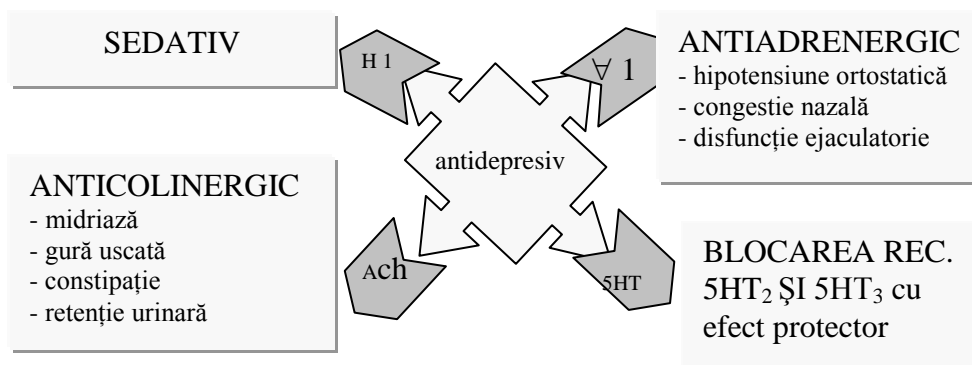 SEDATIV
H 1
∀ 1
ANTIADRENERGIC
- hipotensiune ortostatică
- congestie nazală
- disfuncție ejaculatorie
antidepresiv
ANTICOLINERGIC
- midriază
- gură uscată
- constipație
- retenție urinară
Ach
5HT
BLOCAREA REC.
5HT₂ ŞI 5HT₃ cu
efect protector